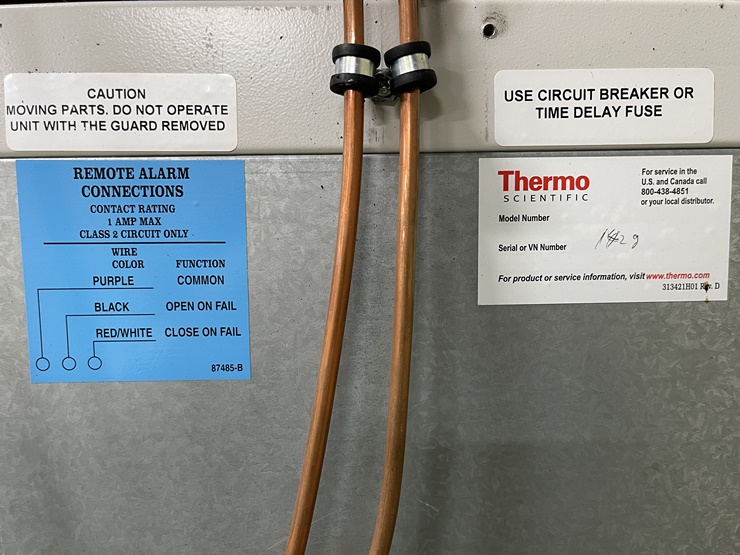 CAUTION
MOVING PARTS. DO NOT OPERATE
UNIT WITH THE GUARD REMOVED
USE CIRCUIT BREAKER OR
TIME DELAY FUSE
REMOTE ALARM
CONNECTIONS
CONTACT RATING
1 AMP MAX
CLASS 2 CIRCUIT ONLY
WIRE
COLOR FUNCTION
PURPLE COMMON
BLACK OPEN ON FAIL
RED/WHITE CLOSE ON FAIL
87485-B
Thermo
SCIENTIFIC
For service in the
U.S. and Canada call
800-438-4851
or your local distributor.
Model Number
Serial or VN Number
For product or service information, visit www.thermo.com
313421H01 Rev. D